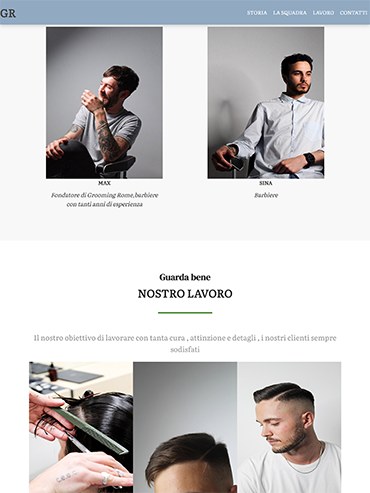 GR
STORIA LA SQUADRA LAVORO CONTATTI
MAX
Fondatore di Grooming Rome,barbiere
con tanti anni di esperienza
SINA
Barbiere
Guarda bene
NOSTRO LAVORO
Il nostro obiettivo di lavorare con tanta cura , attinzione e detagli , i nostri clienti sempre
sodisfati